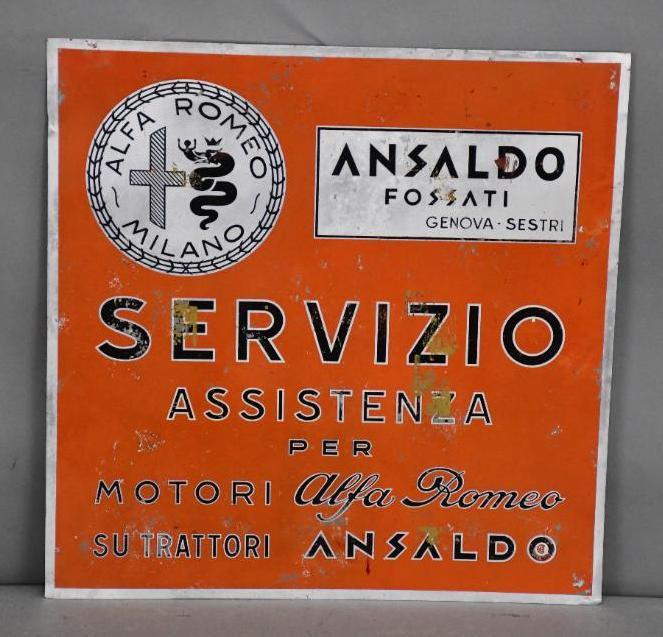 ALFA ROMEO
MILANO
ANSALDO
FOSSATI
GENOVA - SESTRI
SERVIZIO
ASSISTENZA
PER
MOTORI Alfa Romeo
SU TRATTORI ANSALDO